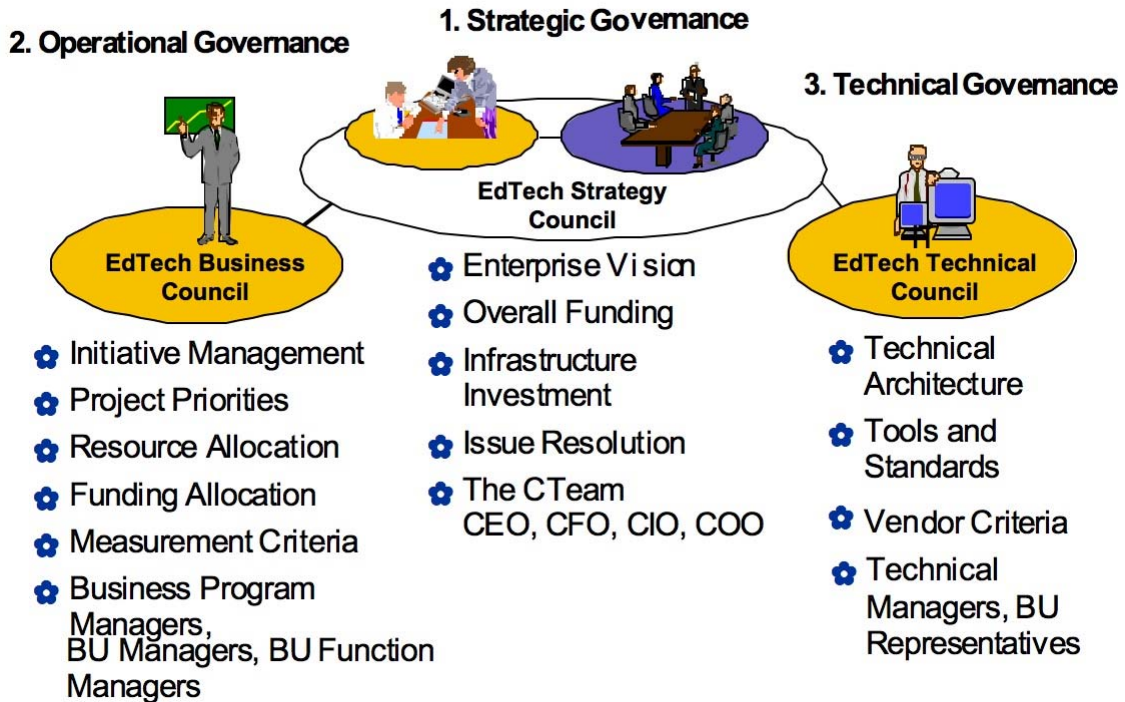 1. Strategic Governance
2. Operational Governance
3. Technical Governance
EdTech Strategy
Council
EdTech Business
Council
Initiative Management
Project Priorities
Resource Allocation
Funding Allocation
Measurement Criteria
Business Program
Managers,
BU Managers, BU Function
Managers
Enterprise Vision
Overall Funding
Infrastructure
Investment
Issue Resolution
The CTeam
CEO, CFO, CIO, COO
EdTech Technical
Council
Technical
Architecture
Tools and
Standards
Vendor Criteria
Technical
Managers, BU
Representatives